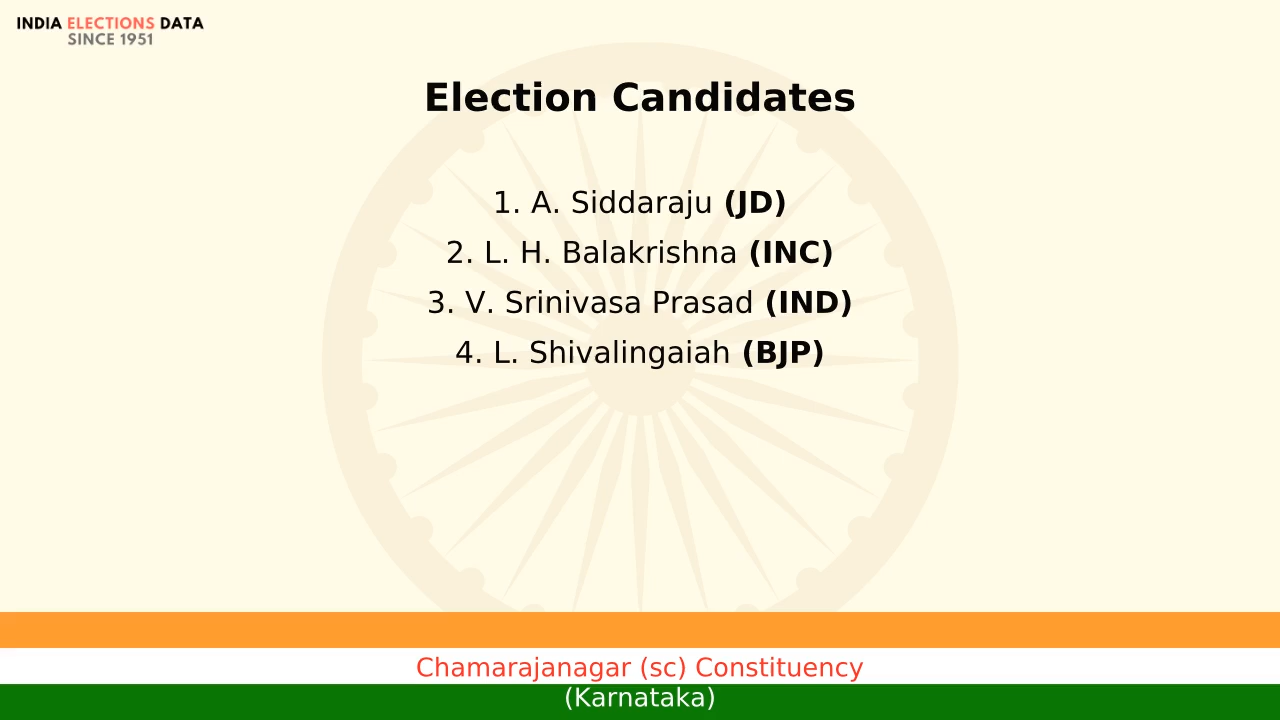 INDIA ELECTIONS DATA
SINCE 1951
Election Candidates
1. A. Siddaraju (JD)
2. L. H. Balakrishna (INC)
3. V. Srinivasa Prasad (IND)
4. L. Shivalingaiah (BJP)
Chamarajanagar (sc) Constituency
(Karnataka)